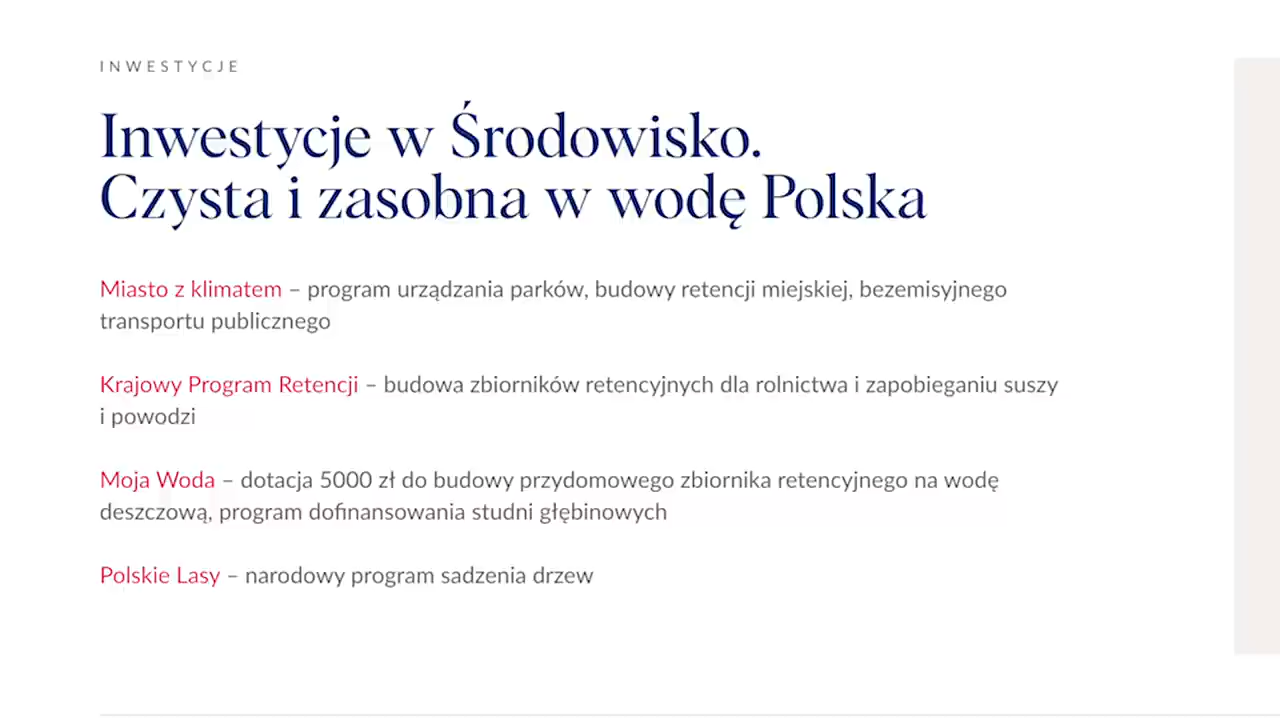 INWESTYCJE
Inwestycje w Środowisko.
Czysta i zasobna w wodę Polska
Miasto z klimatem – program urządzania parków, budowy retencji miejskiej, bezemisyjnego
transportu publicznego
Krajowy Program Retencji – budowa zbiorników retencyjnych dla rolnictwa i zapobieganiu suszy
i powodzi
Moja Woda – dotacja 5000 zł do budowy przydomowego zbiornika retencyjnego na wodę
deszczową, program dofinansowania studni głębinowych
Polskie Lasy – narodowy program sadzenia drzew